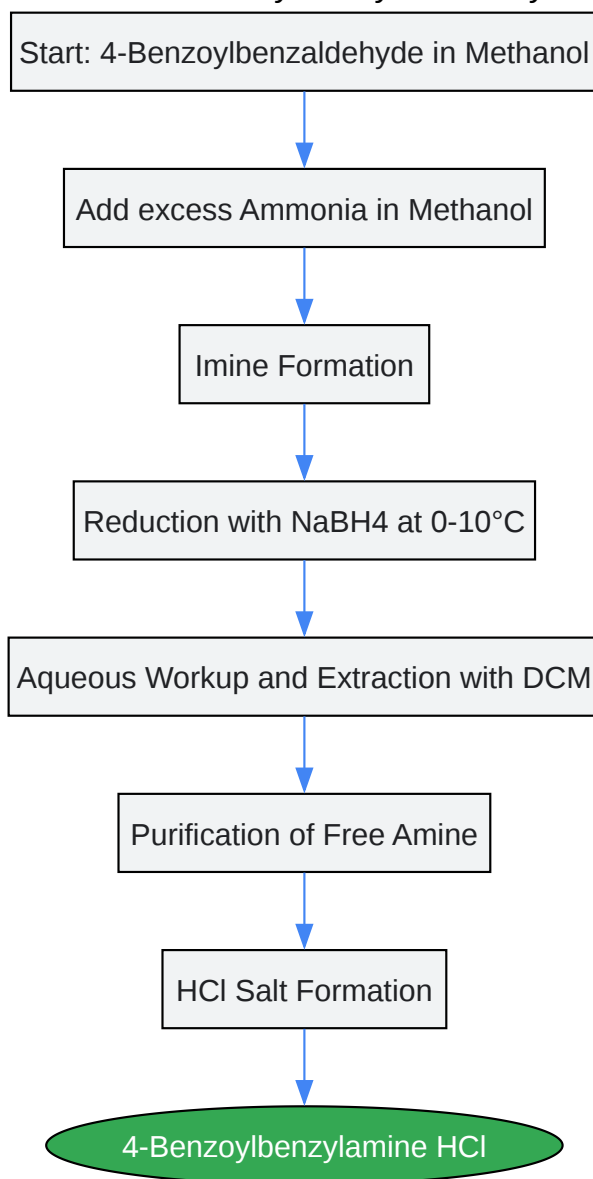 Start: 4-Benzoylbenzaldehyde in Methanol
Add excess Ammonia in Methanol
Imine Formation
Reduction with NaBH4 at 0-10°C
Aqueous Workup and Extraction with DCM
Purification of Free Amine
HCl Salt Formation
4-Benzoylbenzylamine HCl